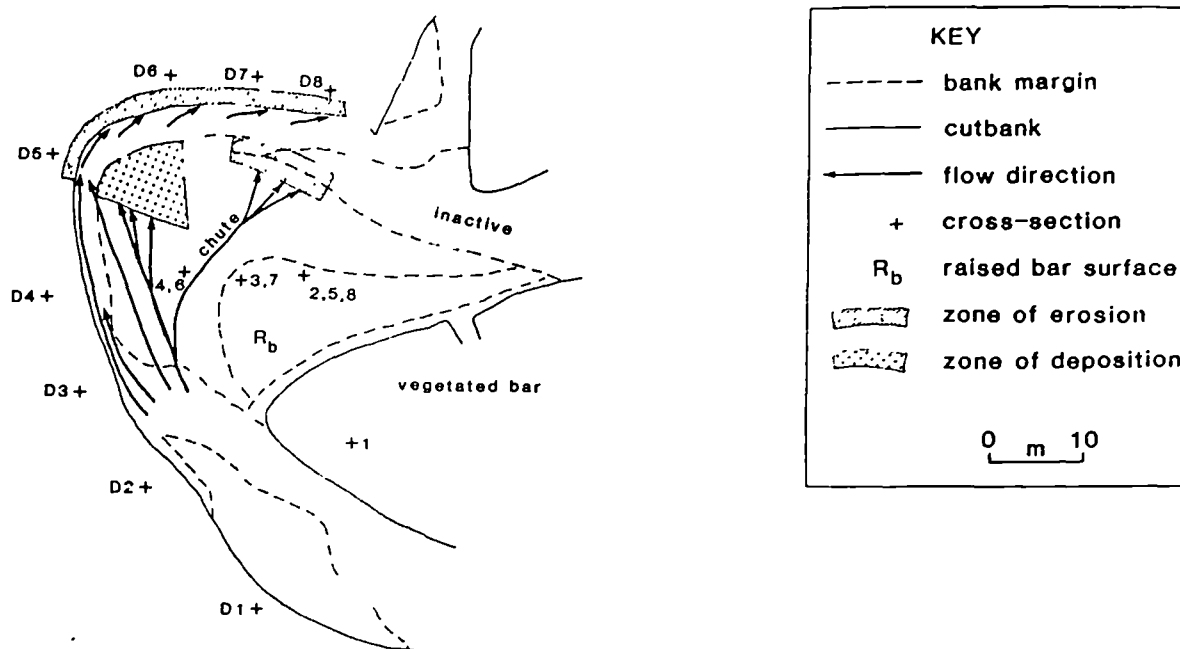 D6+
D7+
D8+
D5+
chute
inactive
4,6+
+3,7
+
2,5,8
D4+
Rb
D3+
vegetated bar
+1
D2+
D1+
KEY
bank margin
cutbank
flow direction
+ cross-section
Rb raised bar surface
zone of erosion
zone of deposition
0 m 10